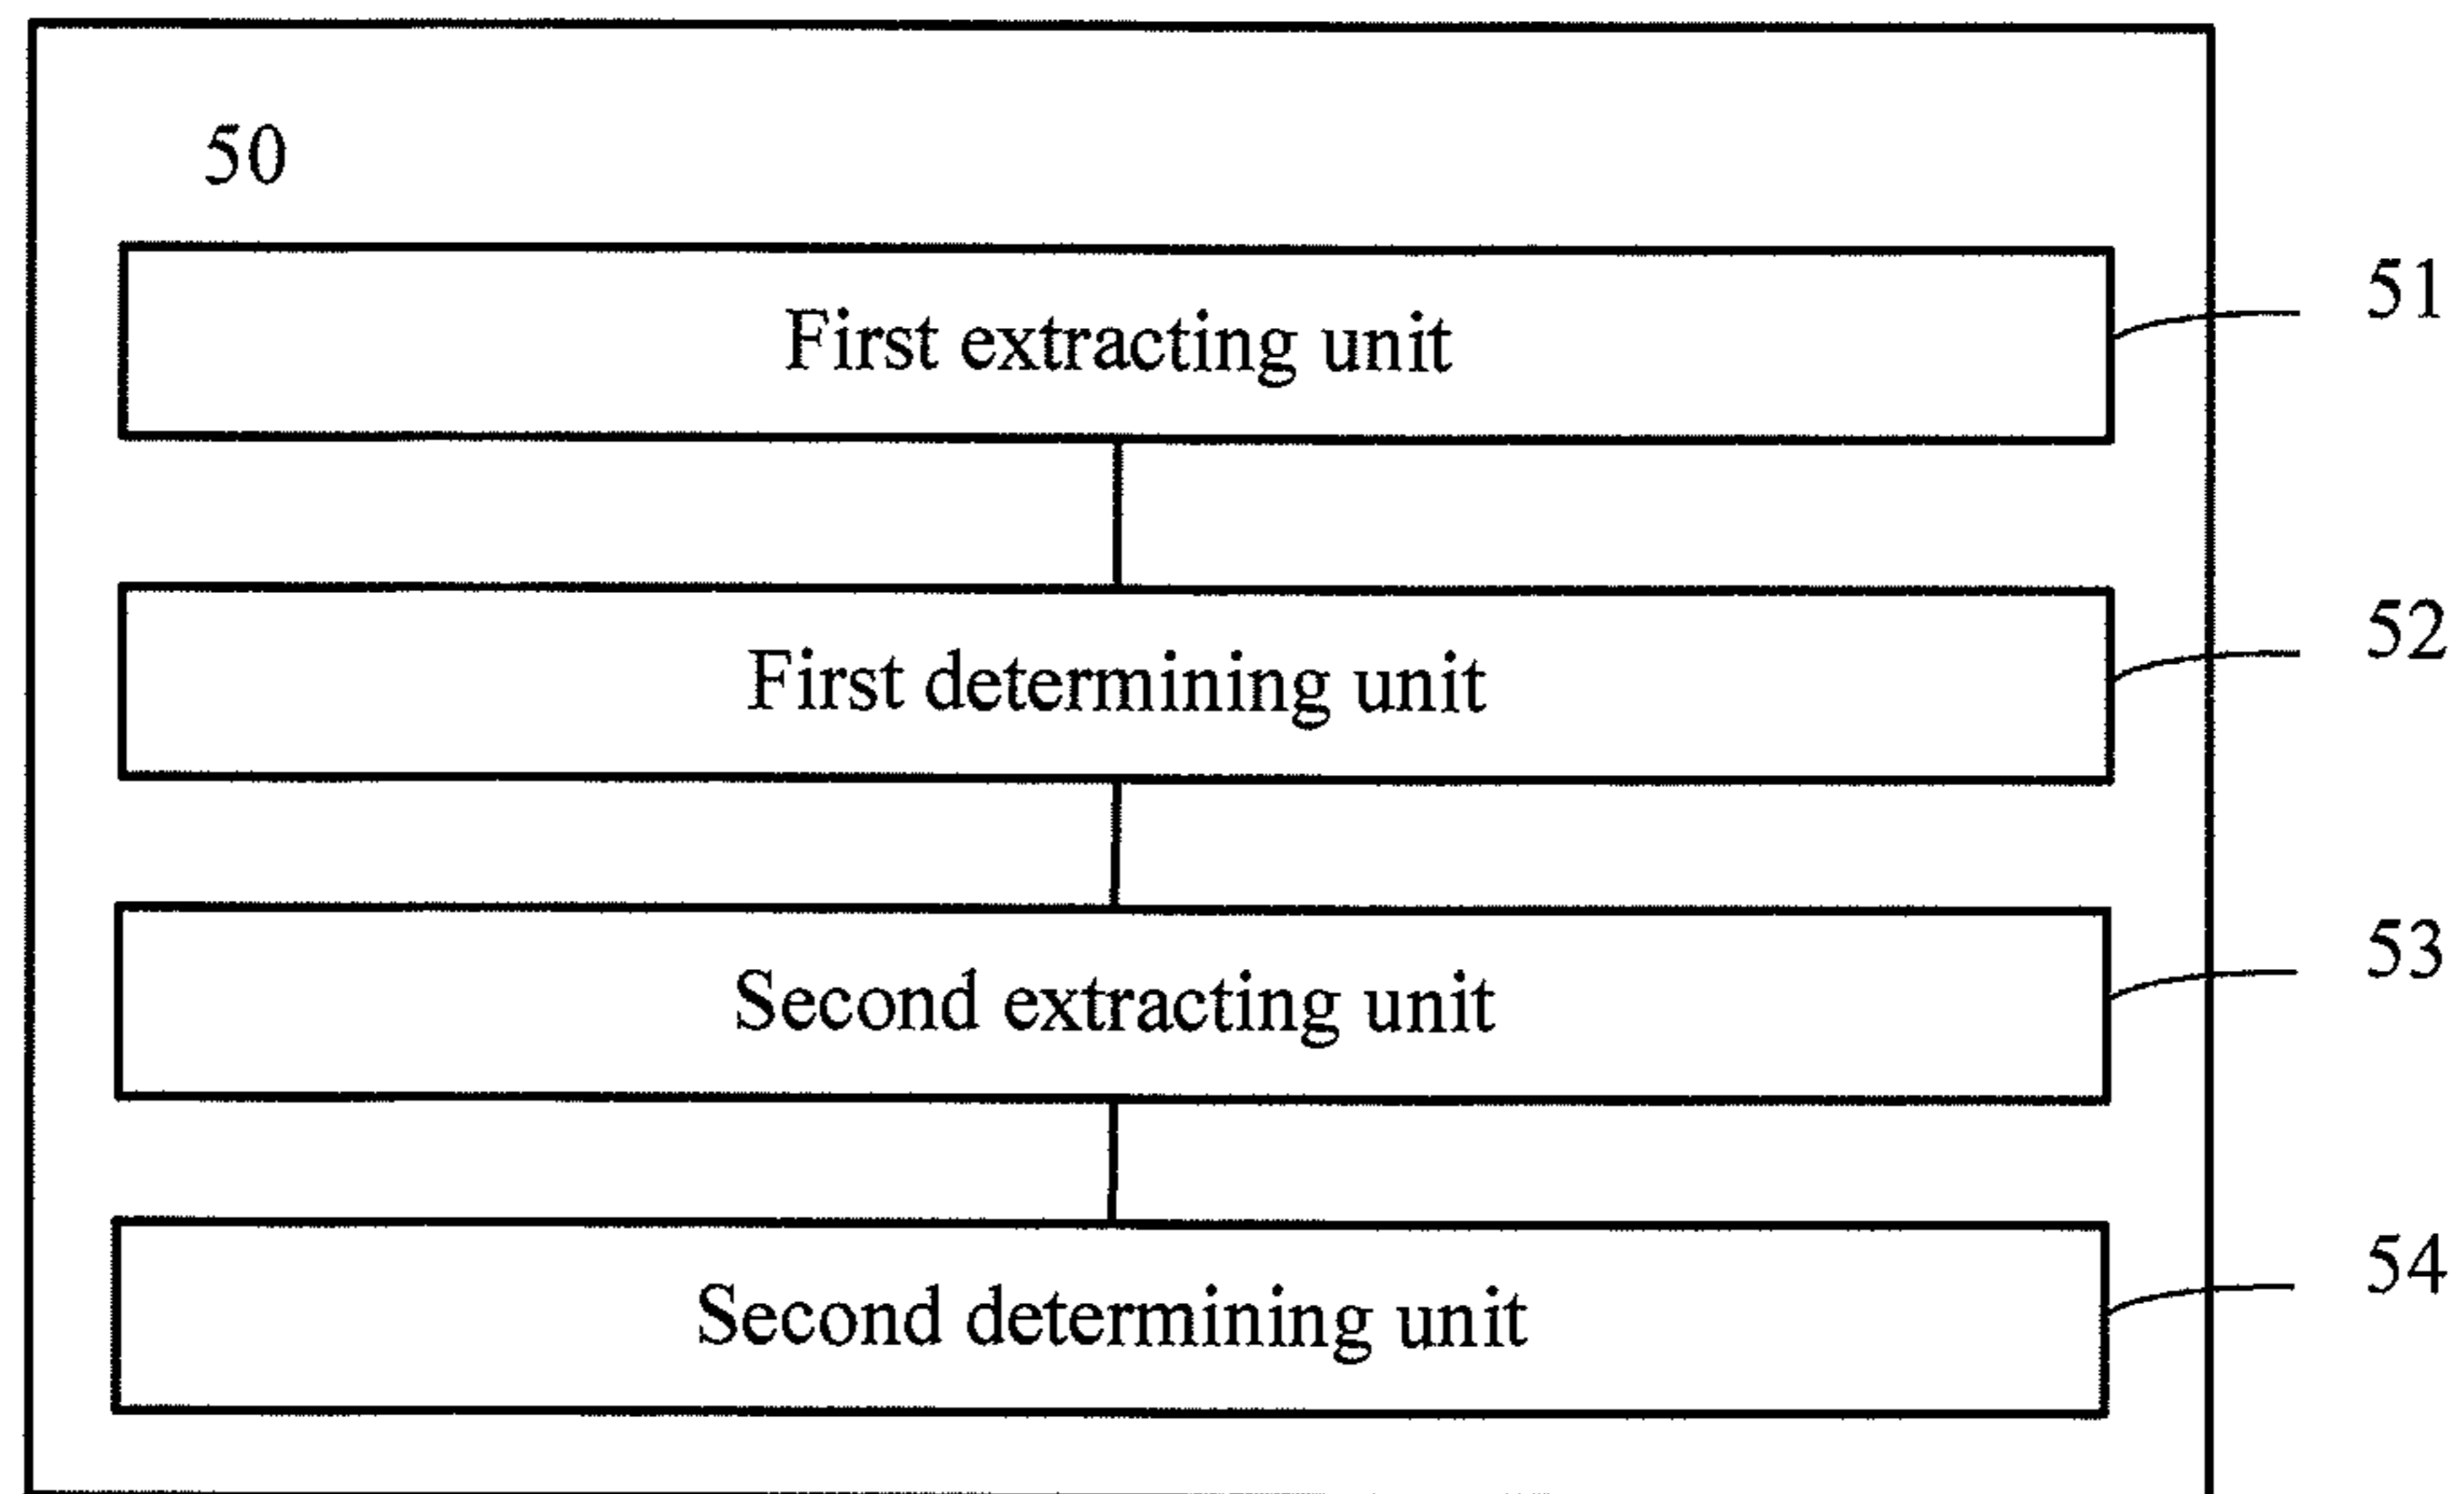 50
First extracting unit
51
First determining unit
52
Second extracting unit
53
Second determining unit
54